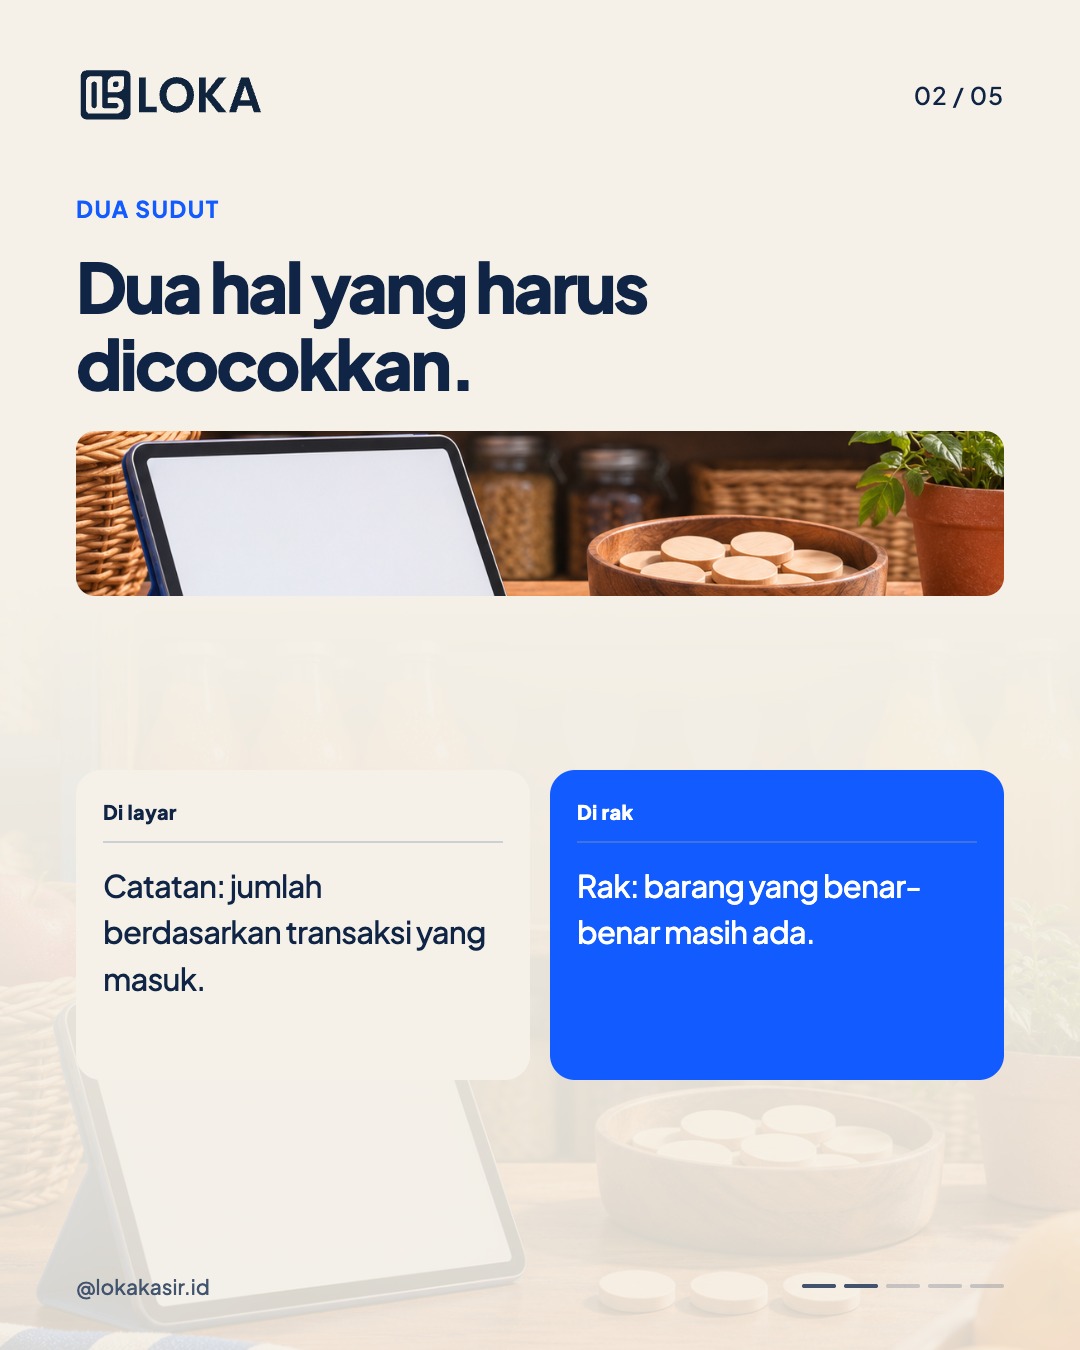 LOKA
02 / 05
DUA SUDUT
Dua hal yang harus
dicocokkan.
Di layar
Catatan: jumlah
berdasarkan transaksi yang
masuk.
Di rak
Rak: barang yang benar-
benar masih ada.
@lokakasir.id